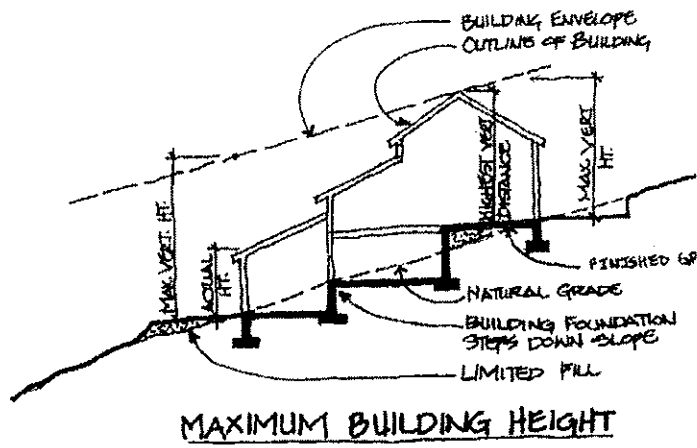 BUILDING ENVELOPE
OUTLINE OF BUILDING
MAX. VERT. HT.
ACTUAL HT.
HIGHEST VERT
DISTANCE
MAX. VERT
HT.
FINISHED GR
NATURAL GRADE
BUILDING FOUNDATION
STEPS DOWN SLOPE
LIMITED FILL
MAXIMUM BUILDING HEIGHT